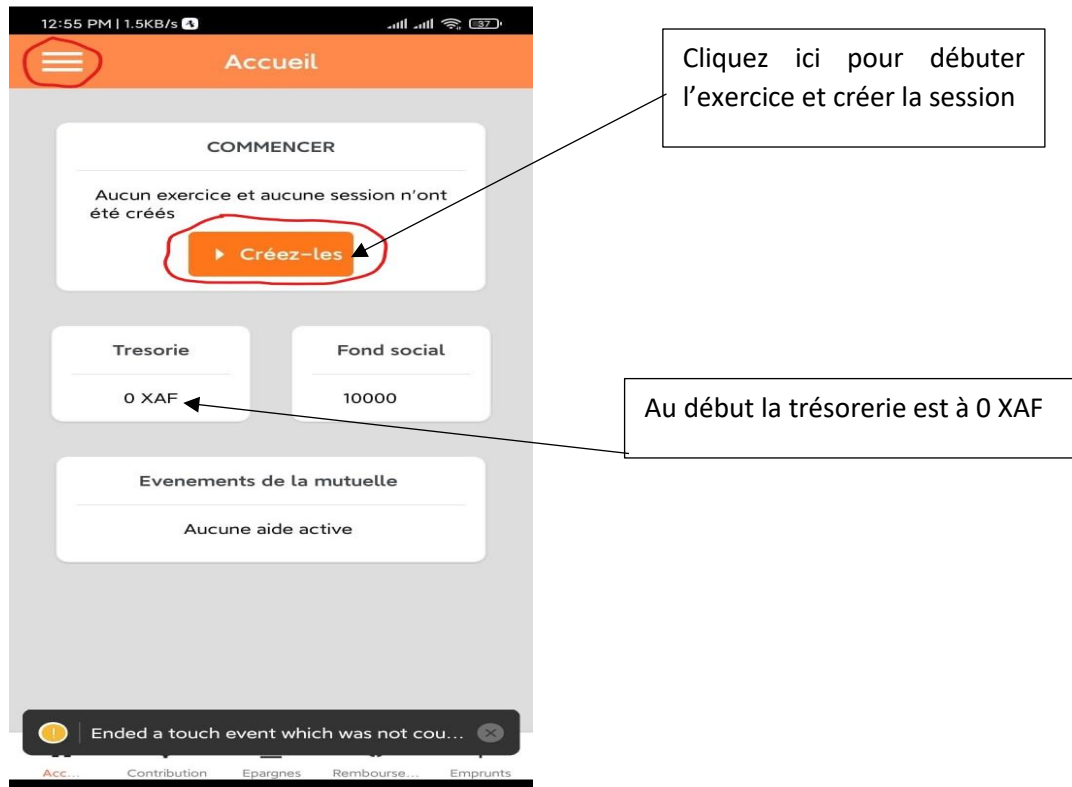 12:55 PM | 1.5KB/s
37
Accueil
COMMENCER
Aucun exercice et aucune session n'ont
été créés
Créez-les
Tresorie
0 XAF
Fond social
10000
Evenements de la mutuelle
Aucune aide active
Ended a touch event which was not cou...
Acc...
Contribution
Epargnes
Rembourse...
Emprunts
Cliquez ici pour débuter
l’exercice et créer la session
Au début la trésorerie est à 0 XAF